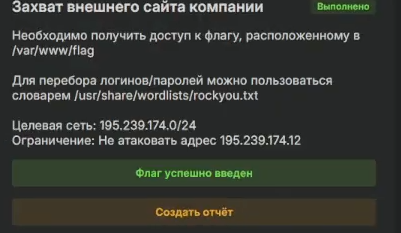 Захват внешнего сайта компании
Выполнено
Необходимо получить доступ к флагу, расположенному в
/var/www/flag
Для перебора логинов/паролей можно пользоваться
словарем /usr/share/wordlists/rockyou.txt
Целевая сеть: 195.239.174.0/24
Ограничение: Не атаковать адрес 195.239.174.12
Флаг успешно введен
Создать отчёт